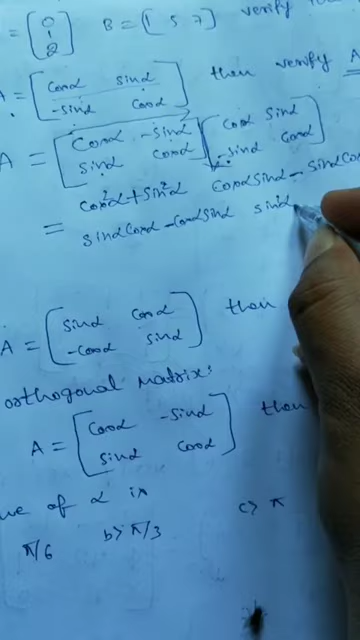 = [0 1 2] B = [1 5 7] verify
A = [cosα sinα -sinα cosα] then verify A
A = [cosα -sinα sinα cosα] [cosα sinα -sinα cosα]
= cos²α+sin²α cosαsinα - sinαcosα
sinαcosα - cosαsinα sin²α
A = [sinα cosα -cosα sinα] then
orthogonal matrix:
A = [cosα -sinα sinα cosα] then
ue of α is
π/6 b> π/3 c> π